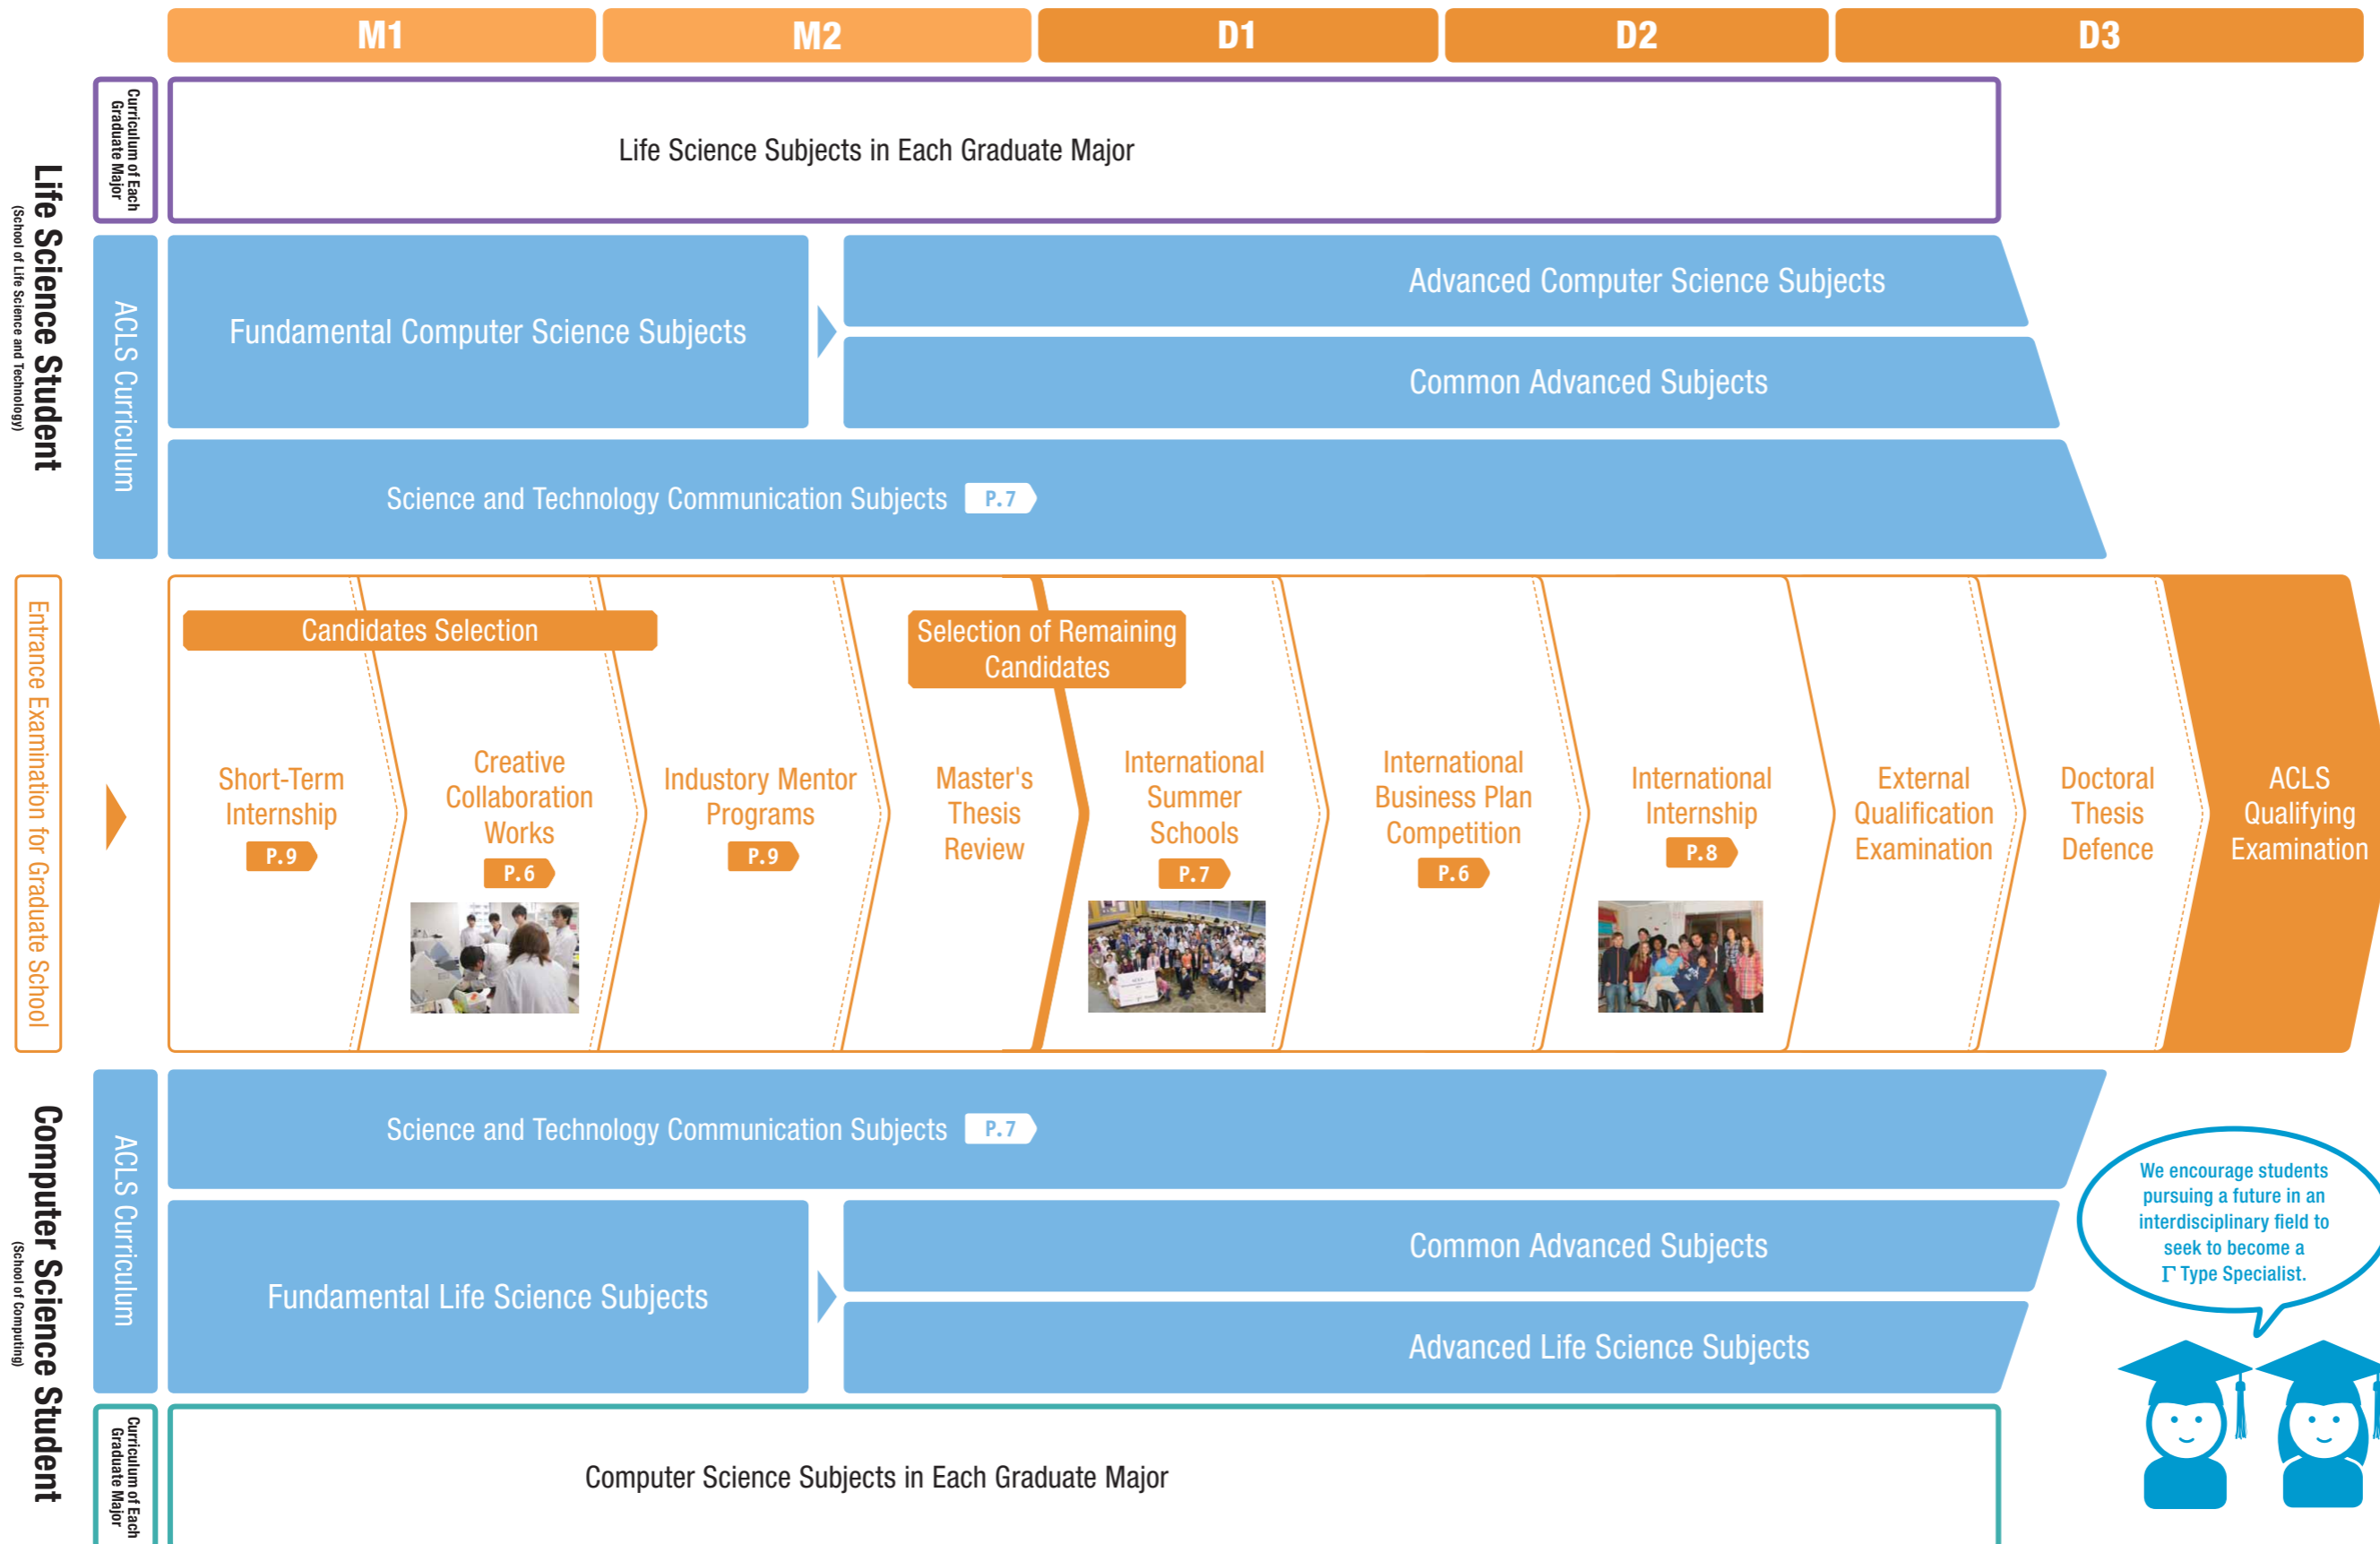 M1
M2
D1
D2
D3
Life Science Student
(School of Life Science and Technology)
Curriculum of Each
Graduate Major
Life Science Subjects in Each Graduate Major
ACLS Curriculum
Fundamental Computer Science Subjects
Advanced Computer Science Subjects
Common Advanced Subjects
Science and Technology Communication Subjects
P.7
Entrance Examination for Graduate School
Candidates Selection
Selection of Remaining
Candidates
Short-Term
Internship
P.9
Creative
Collaboration
Works
P.6
Industory Mentor
Programs
P.9
Master's
Thesis
Review
International
Summer
Schools
P.7
International
Business Plan
Competition
P.6
International
Internship
P.8
External
Qualification
Examination
Doctoral
Thesis
Defence
ACLS
Qualifying
Examination
Computer Science Student
(School of Computing)
ACLS Curriculum
Science and Technology Communication Subjects
P.7
Fundamental Life Science Subjects
Common Advanced Subjects
Advanced Life Science Subjects
Curriculum of Each
Graduate Major
Computer Science Subjects in Each Graduate Major
We encourage students
pursuing a future in an
interdisciplinary field to
seek to become a
Γ Type Specialist.